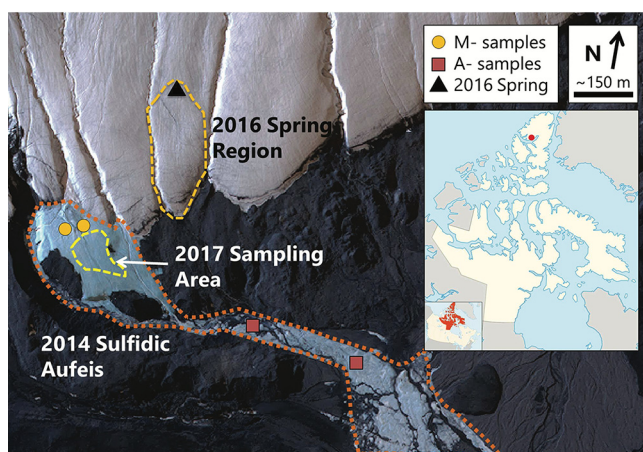 M- samples
A- samples
2016 Spring
N
~150 m
2016 Spring
Region
2017 Sampling
Area
2014 Sulfidic
Aufeis